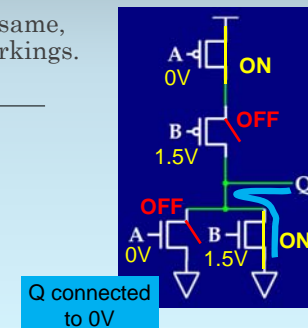 same,
rkings.
A
0V
ON
B
1.5V
OFF
Q
OFF
A
0V
B
1.5V
ON
Q connected
to 0V